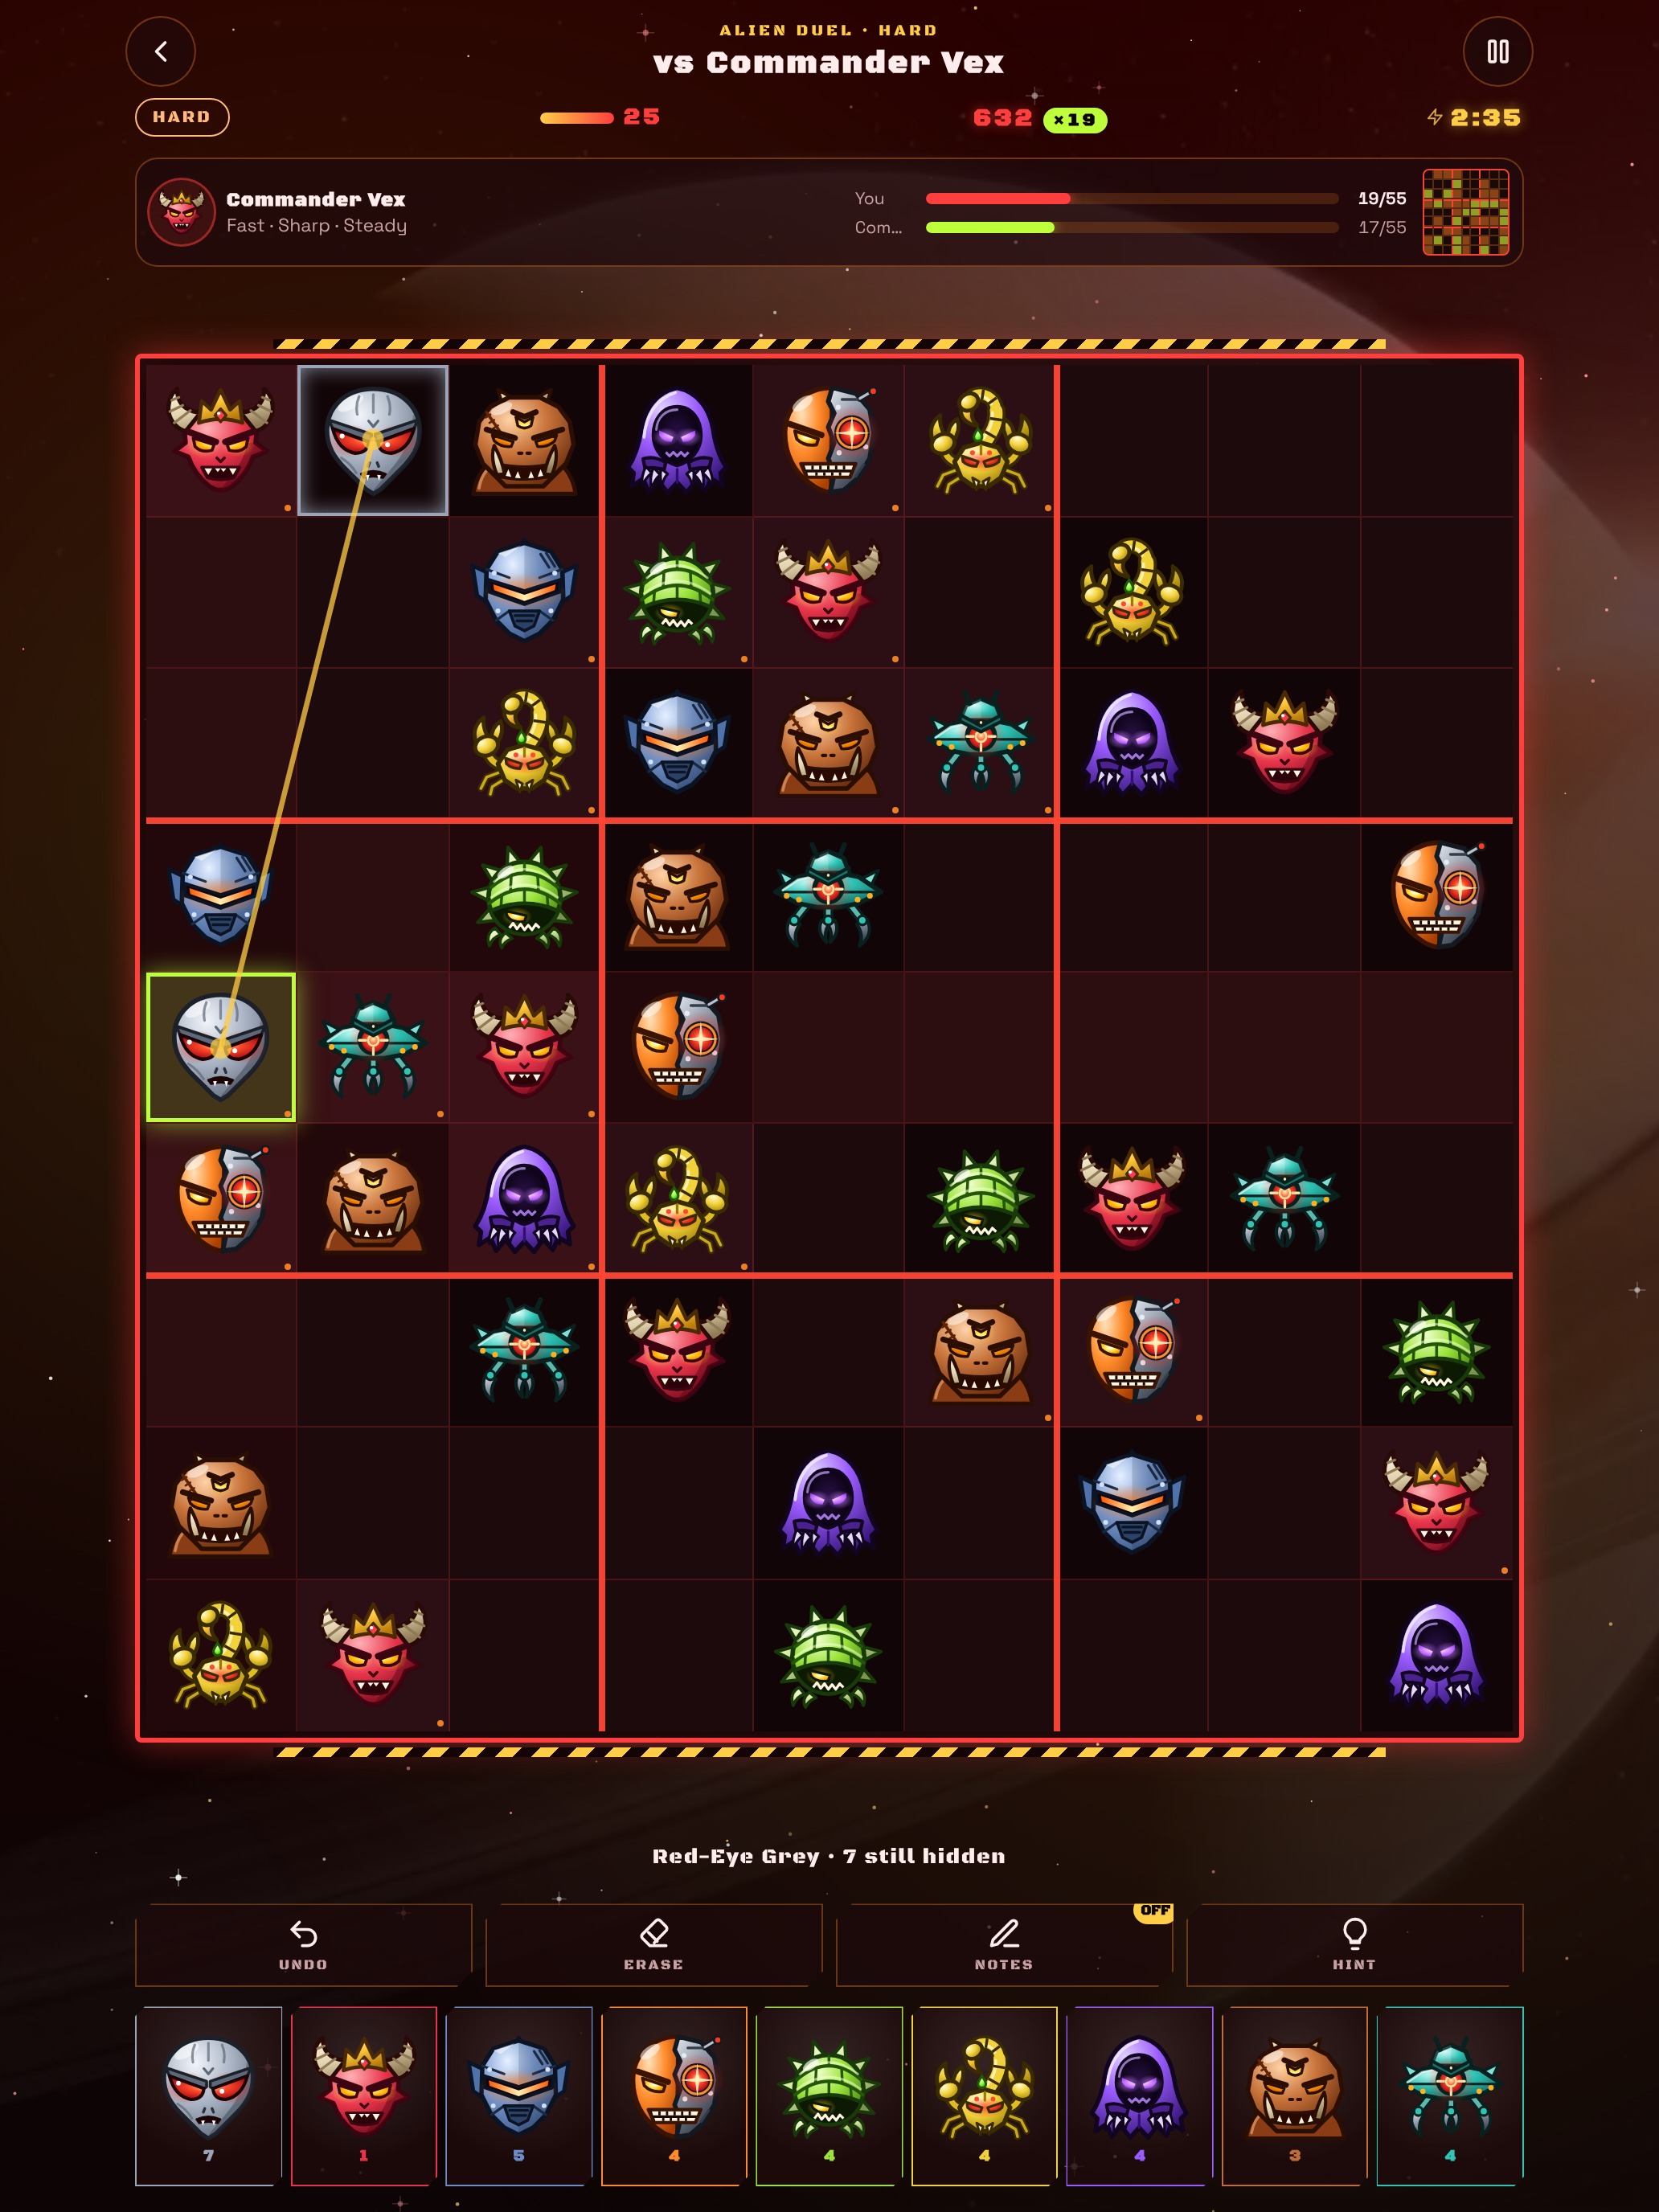 ALIEN DUEL · HARD
vs Commander Vex
HARD
25
632 ×19
2:35
Commander Vex
Fast · Sharp · Steady
You 19/55
Com... 17/55
Red-Eye Grey · 7 still hidden
UNDO
ERASE
OFF
NOTES
HINT
7 1 5 4 4 4 4 3 4